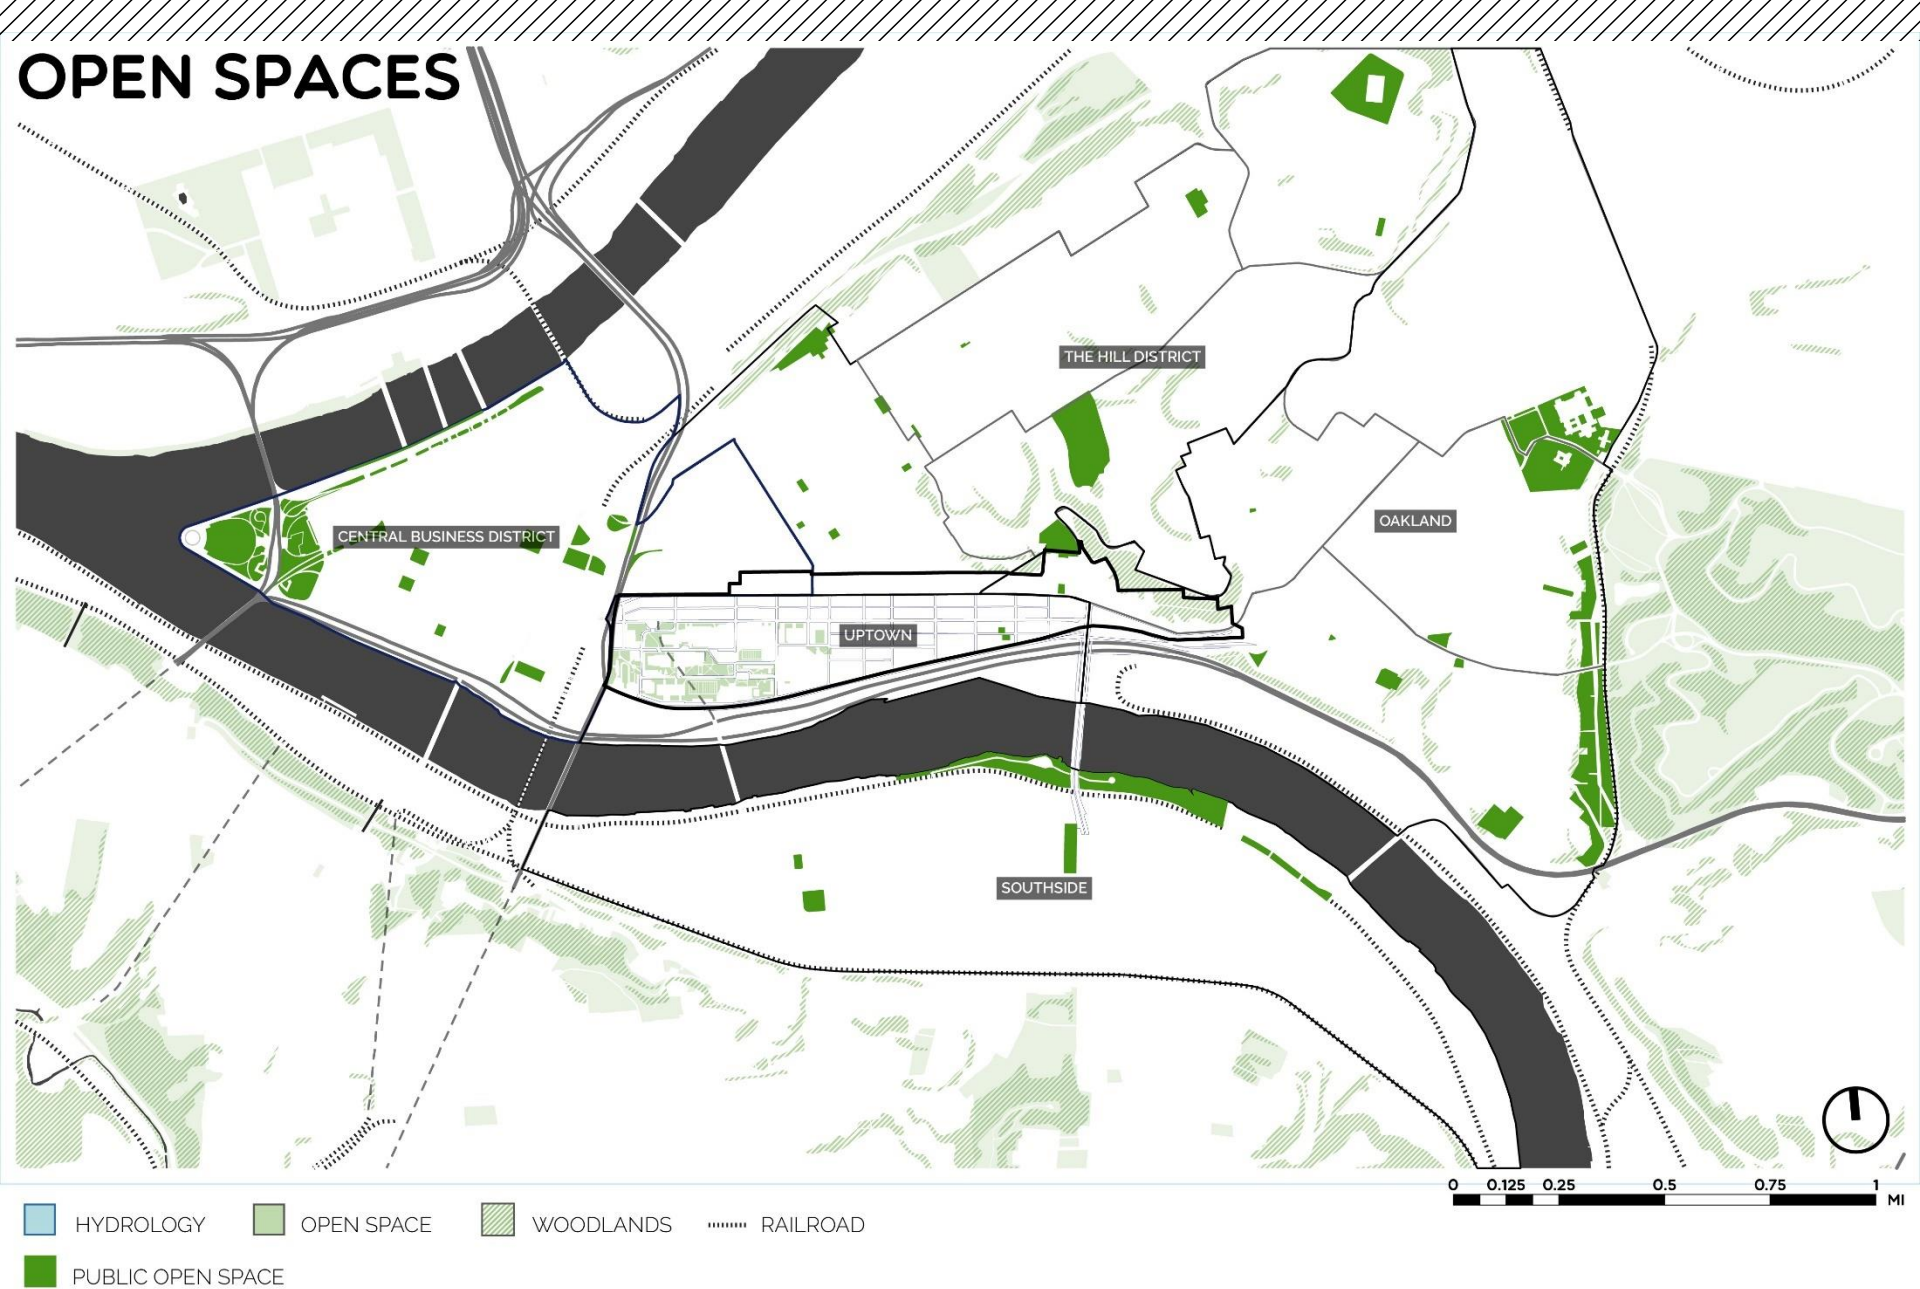 OPEN SPACES
THE HILL DISTRICT
OAKLAND
CENTRAL BUSINESS DISTRICT
UPTOWN
SOUTHSIDE
0 0.125 0.25 0.5 0.75 1
MI
HYDROLOGY
OPEN SPACE
WOODLANDS
RAILROAD
PUBLIC OPEN SPACE